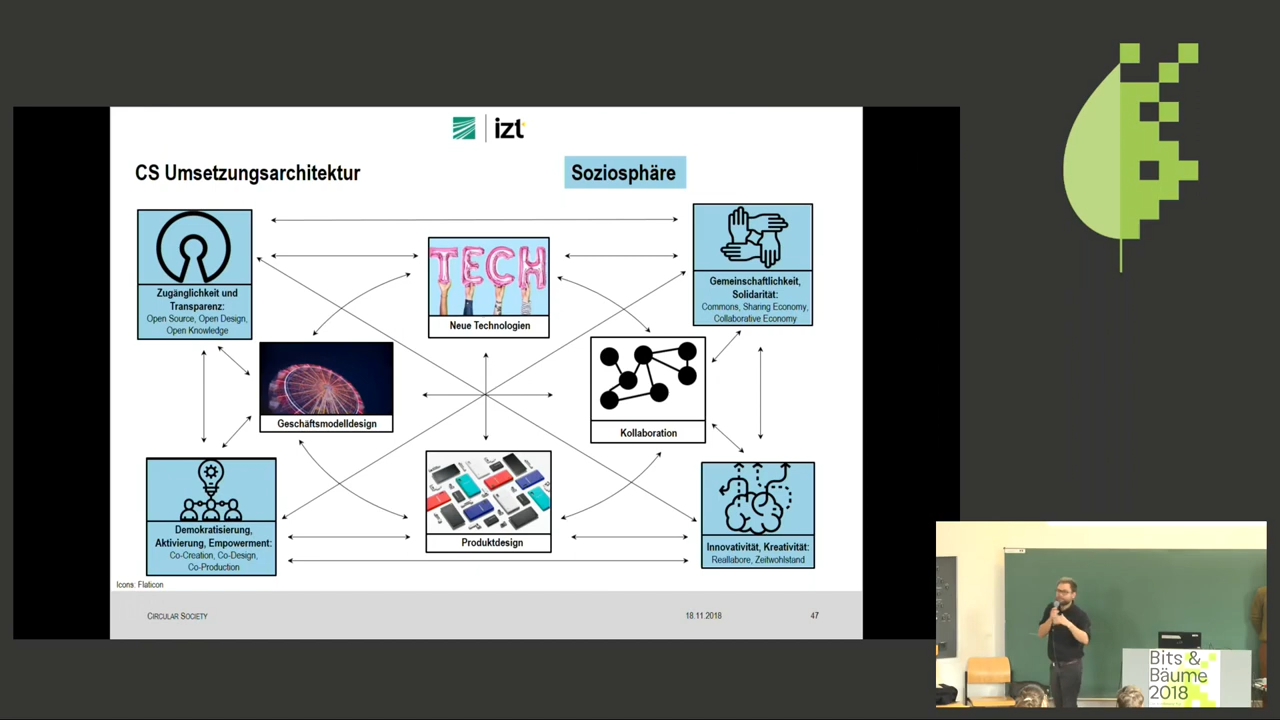 izt
CS Umsetzungsarchitektur
Soziosphäre
Zugänglichkeit und
Transparenz:
Open Source, Open Design,
Open Knowledge
TECH
Neue Technologien
Gemeinschaftlichkeit,
Solidarität:
Commons, Sharing Economy,
Collaborative Economy
Geschäftsmodelldesign
Kollaboration
Demokratisierung,
Aktivierung, Empowerment:
Co-Creation, Co-Design,
Co-Production
Produktdesign
Innovativität, Kreativität:
Reallabore, Zeitwohlstand
Icons: Flaticon
CIRCULAR SOCIETY
18.11.2018
47
Bits &
Bäume
2018